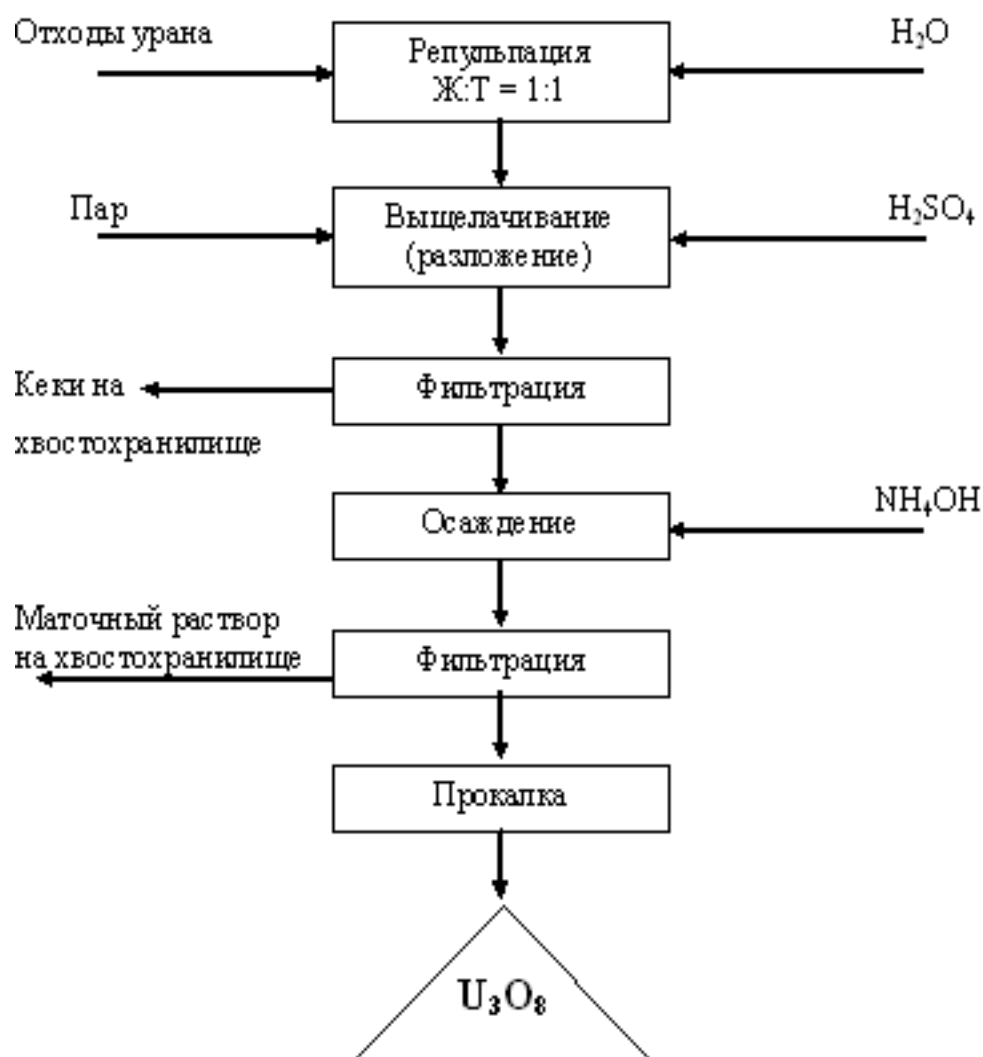 Отходы урана
Репульпация
Ж:Т = 1:1
H₂O
Пар
Выщелачивание
(разложение)
H₂SO₄
Кеки на
хвостохранилище
Фильтрация
Осаждение
NH₄OH
Маточный раствор
на хвостохранилище
Фильтрация
Прокалка
U₃O₈